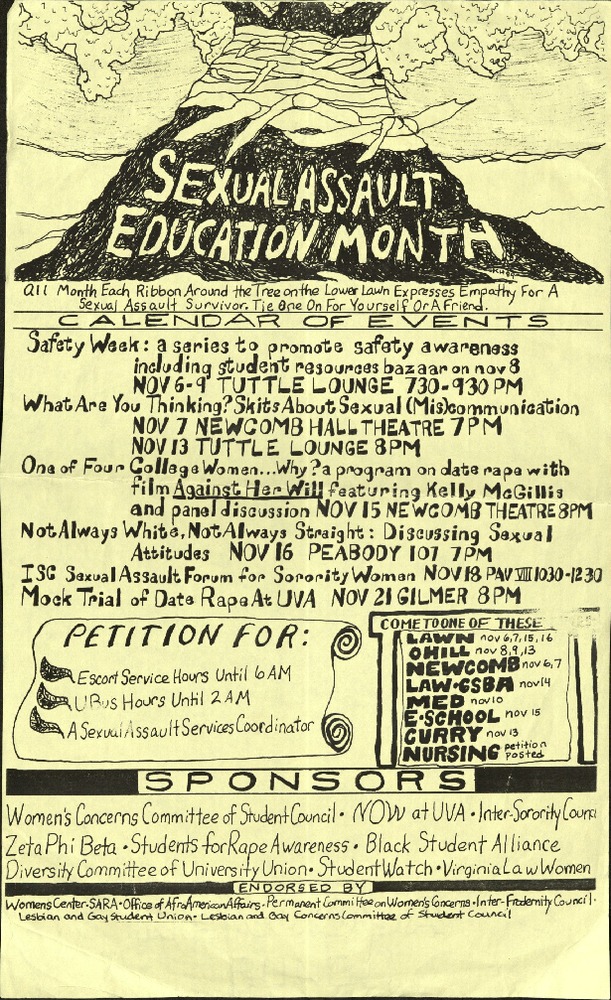 SEXUAL ASSAULT
EDUCATION MONTH
All Month Each Ribbon Around the Tree on the Lower Lawn Expresses Empathy For A
Sexual Assault Survivor. Tie One On For Yourself Or A Friend.
CALENDAR OF EVENTS
Safety Week: a series to promote safety awareness
including student resources bazaar on nov 8
NOV 6-9 TUTTLE LOUNGE 730-930 PM
What Are You Thinking? Skits About Sexual (Mis)communication
NOV 7 NEWCOMB HALL THEATRE 7 PM
NOV 13 TUTTLE LOUNGE 8PM
One of Four College Women...Why? a program on date rape with
film Against Her Will featuring Kelly McGillis
and panel discussion NOV 15 NEWCOMB THEATRE 8PM
Not Always White, Not Always Straight: Discussing Sexual
Attitudes NOV 16 PEABODY 107 7PM
ISC Sexual Assault Forum for Sorority Women NOV 18 PAV VIII 1030-1230
Mock Trial of Date Rape At UVA NOV 21 GILMER 8 PM
PETITION FOR:
Escort Service Hours Until 6 AM
UBus Hours Until 2 AM
A Sexual Assault Services Coordinator
COME TO ONE OF THESE
LAWN nov 6,7,15,16
OHILL nov 8,9,13
NEWCOMB nov 6,7
LAW·GSBA nov 14
MED nov 10
E·SCHOOL nov 15
CURRY nov 13
NURSING petition posted
SPONSORS
Women's Concerns Committee of Student Council · NOW at UVA · Inter-Sorority Counci
Zeta Phi Beta · Students for Rape Awareness · Black Student Alliance
Diversity Committee of University Union · Student Watch · Virginia Law Women
ENDORSED BY
Womens Center · SARA · Office of Afro American Affairs · Permanent Committee on Women's Concerns · Inter-Fraternity Council ·
Lesbian and Gay Student Union · Lesbian and Gay Concerns Committee of Student Council